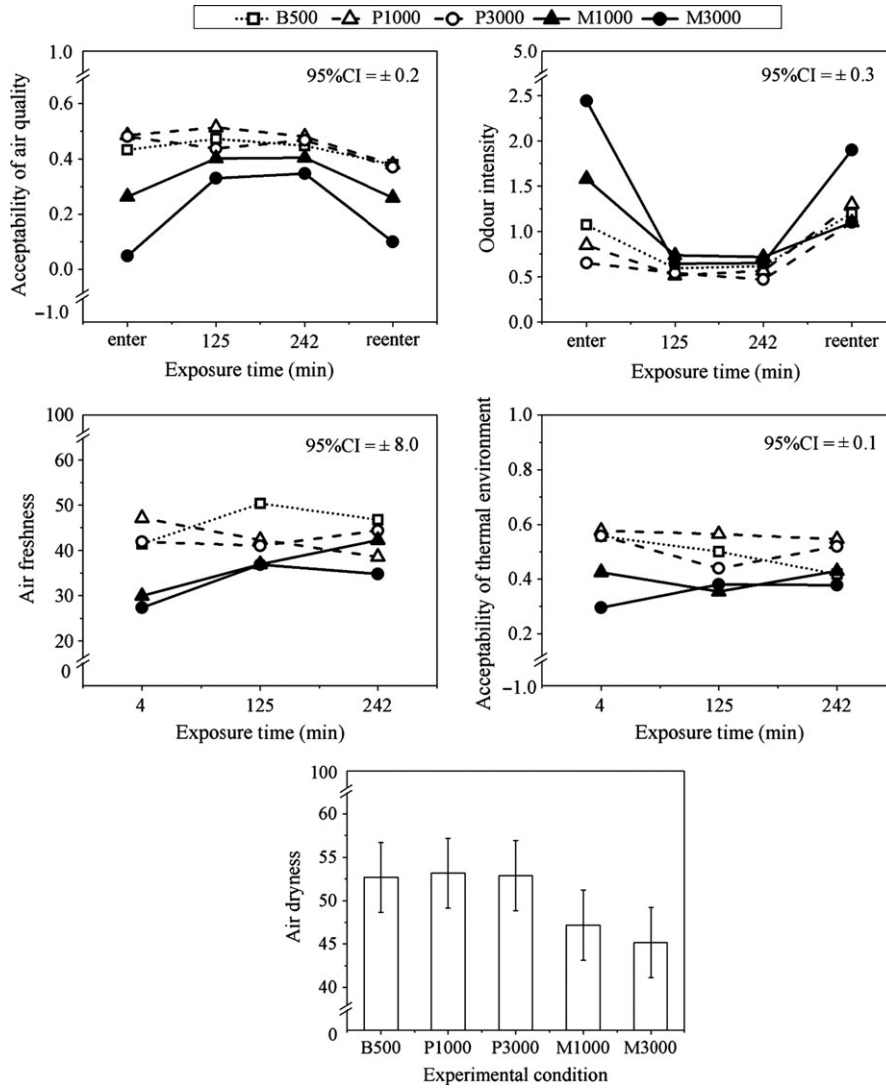 B500 P1000 P3000 M1000 M3000
Acceptability of air quality
1.0
0.6
0.4
0.2
0.0
–1.0
95%CI = ± 0.2
enter 125 242 reenter
Exposure time (min)
Odour intensity
5.0
2.5
2.0
1.5
1.0
0.5
0.0
95%CI = ± 0.3
enter 125 242 reenter
Exposure time (min)
Air freshness
100
60
50
40
30
20
0
95%CI = ± 8.0
4 125 242
Exposure time (min)
Acceptability of thermal environment
1.0
0.8
0.6
0.4
0.2
–1.0
95%CI = ± 0.1
4 125 242
Exposure time (min)
Air dryness
100
60
55
50
45
40
0
B500 P1000 P3000 M1000 M3000
Experimental condition